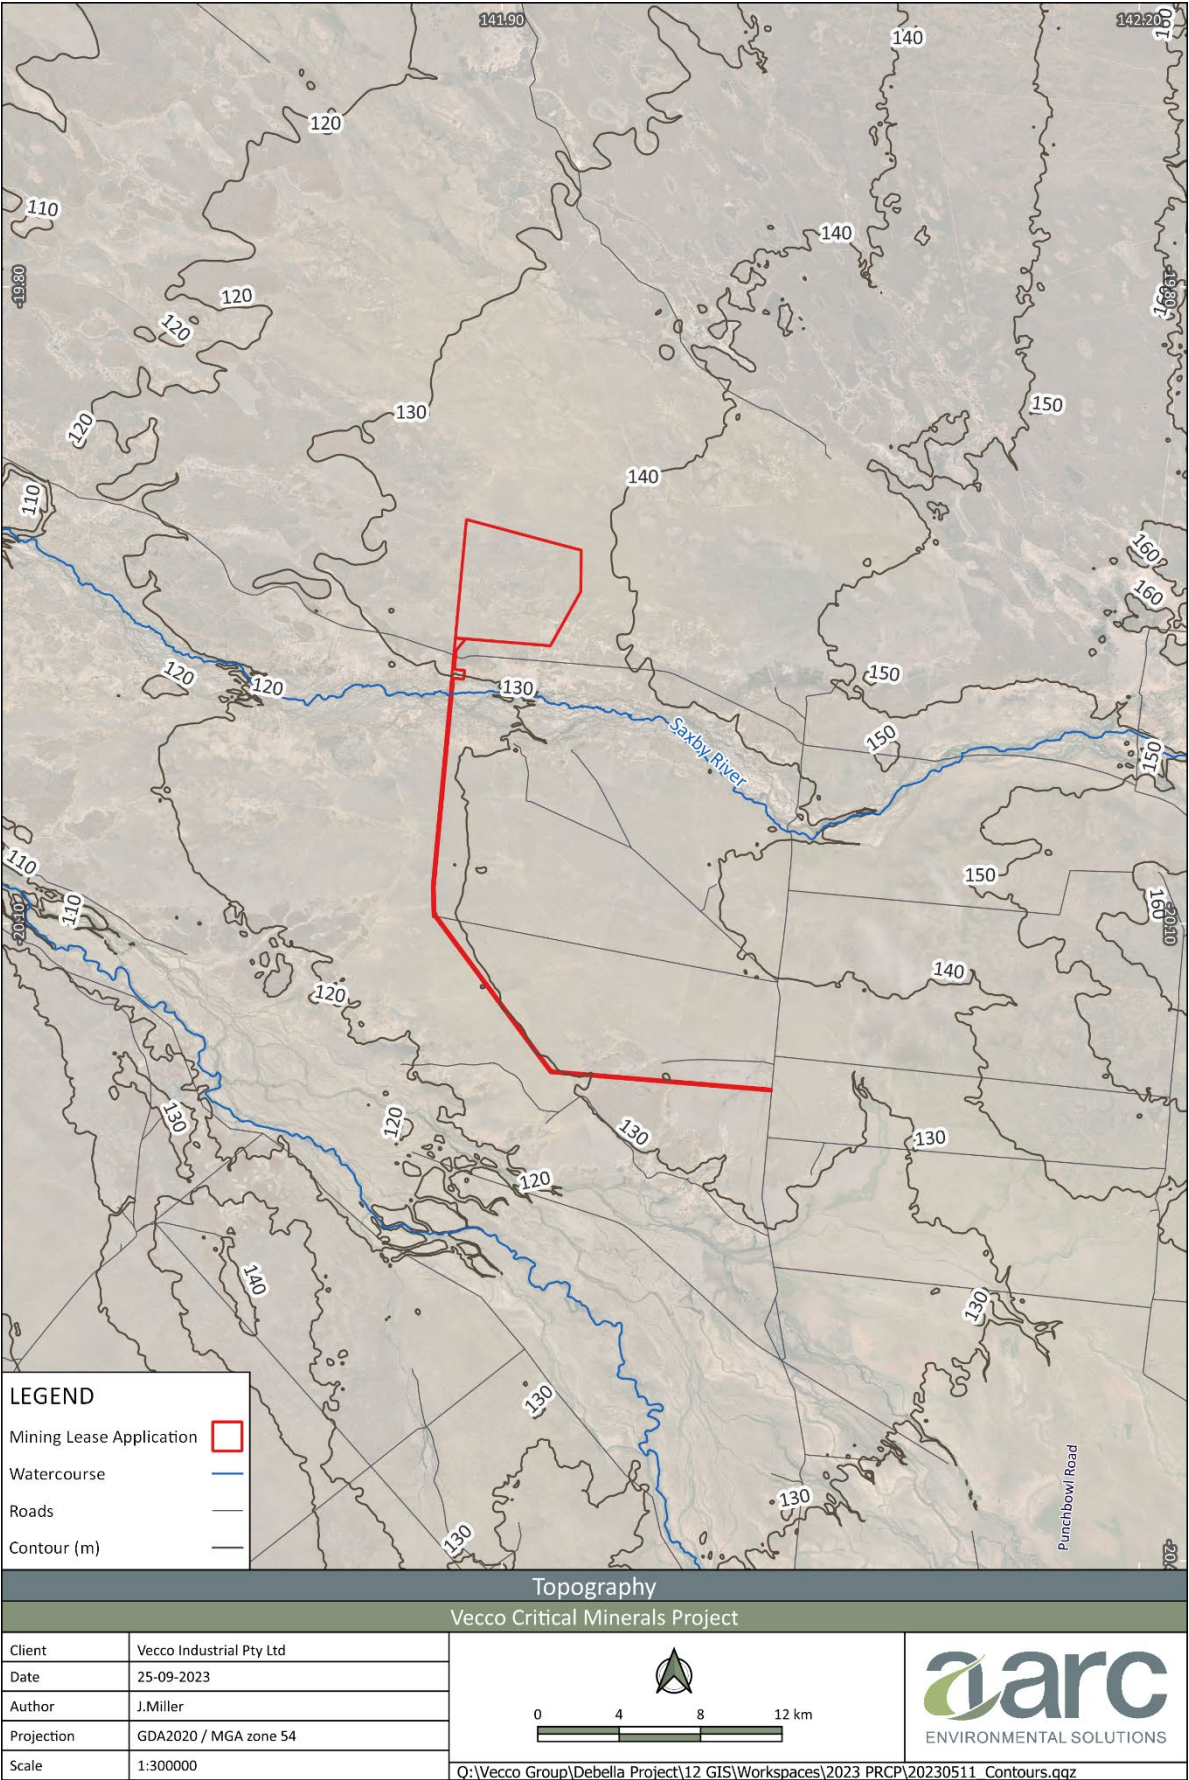 141.90
142.20
160
140
120
110
140
-19.80
-19.80
120
120
160
130
150
120
140
110
160
160
150
120
120
130
Saxby River
150
150
110
150
160
110
-20.10
-20.10
140
120
120
130
130
130
120
140
130
130
130
130
Punchbowl Road
LEGEND
Mining Lease Application
Watercourse
Roads
Contour (m)
Topography
Vecco Critical Minerals Project
Client Vecco Industrial Pty Ltd
Date 25-09-2023
Author J.Miller
Projection GDA2020 / MGA zone 54
Scale 1:300000
0 4 8 12 km
aarc
ENVIRONMENTAL SOLUTIONS
Q:\Vecco Group\Debella Project\12 GIS\Workspaces\2023 PRCP\20230511_Contours.qgz